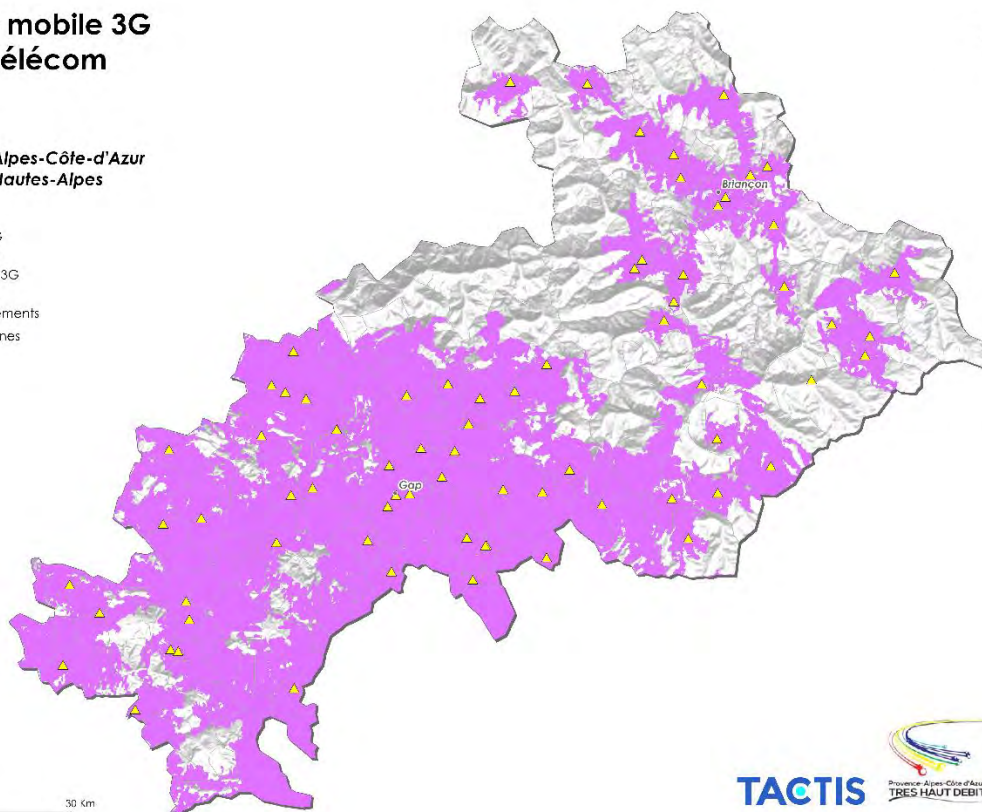 mobile 3G
élécom
Alpes-Côte-d'Azur
Hautes-Alpes
3G
ements
nes
Briançon
Gap
30 Km
TACTIS
Provence-Alpes-Côte d'Azur
TRES HAUT DEBIT